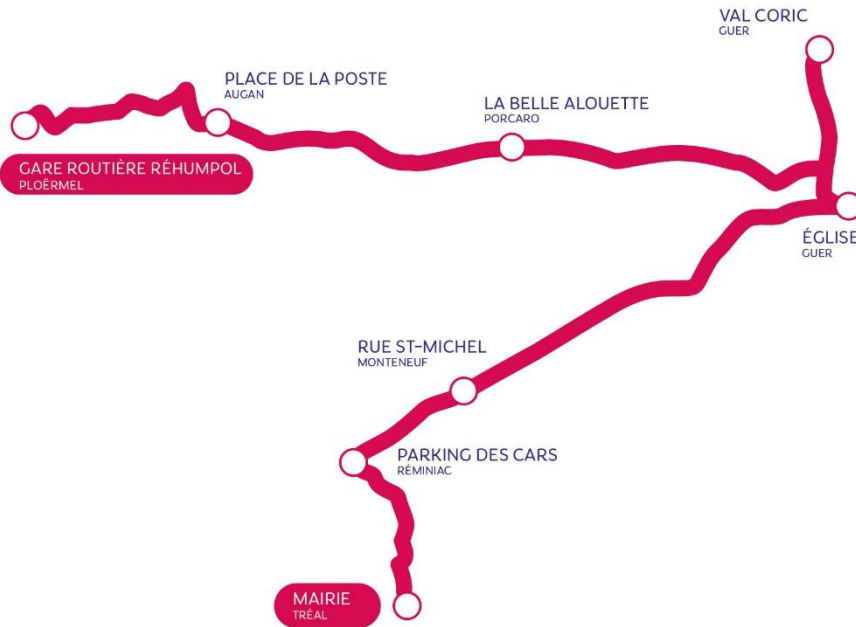 VAL CORIC
GUER
PLACE DE LA POSTE
AUGAN
LA BELLE ALOUETTE
PORCARO
GARE ROUTIÈRE RÉHUMPOL
PLOËRMEL
ÉGLISE
GUER
RUE ST-MICHEL
MONTENEUF
PARKING DES CARS
RÉMINIAC
MAIRIE
TRÉAL